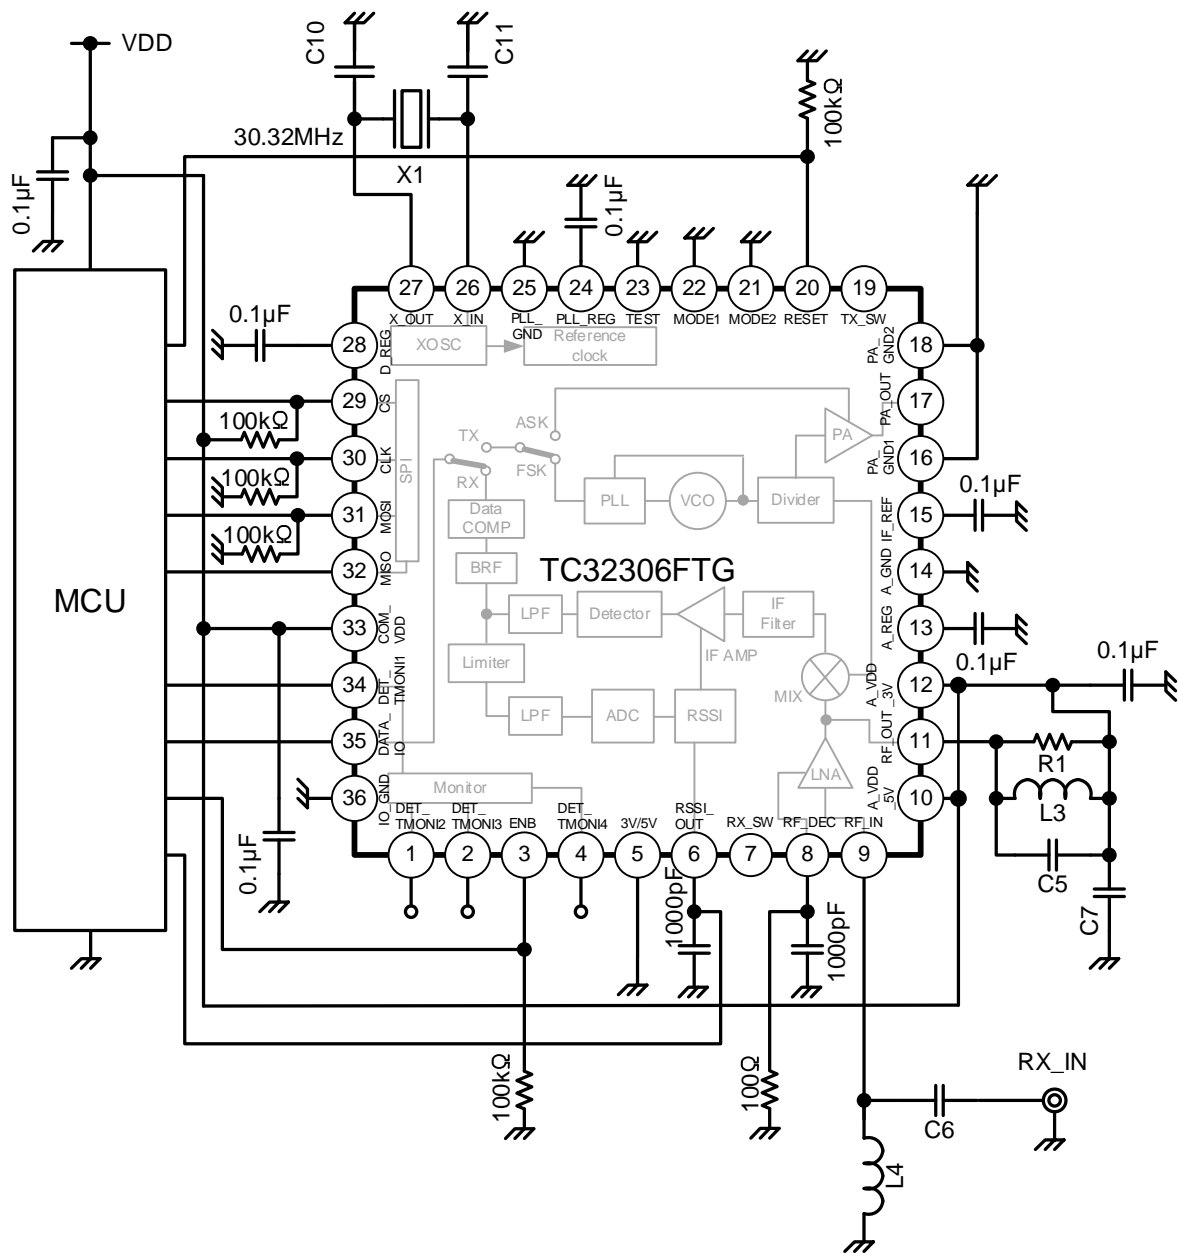 VDD
C10
C11
30.32MHz
X1
100kΩ
0.1µF
0.1µF
27
26
25
24
23
22
21
20
19
X_OUT
X_IN
PLL_
GND
PLL_REG
TEST
MODE1
MODE2
RESET
TX_SW
0.1µF
28
D_REG
XOSC
Reference
clock
PA_
GND2
18
29
CS
100kΩ
ASK
PA
PA_OUT
17
30
CLK
100kΩ
TX
FSK
RX
PA_
GND1
16
SPI
31
MOSI
100kΩ
Data
COMP
PLL
VCO
Divider
IF_REF
15
0.1µF
32
MISO
BRF
TC32306FTG
A_GND
14
MCU
33
COM_
VDD
LPF
Detector
IF AMP
IF
Filter
A_REG
13
0.1µF
34
DET_
TMONI1
Limiter
MIX
A_VDD
_3V
12
0.1µF
35
DATA_
IO
LPF
ADC
RSSI
RF_OUT
11
R1
LNA
L3
36
IO_GND
Monitor
A_VDD
_5V
10
DET_
TMONI2
DET_
TMONI3
ENB
DET_
TMONI4
3V/5V
RSSI_
OUT
RX_SW
RF_DEC
RF_IN
1
2
3
4
5
6
7
8
9
C5
C7
0.1µF
1000pF
1000pF
100kΩ
100Ω
RX_IN
C6
L4